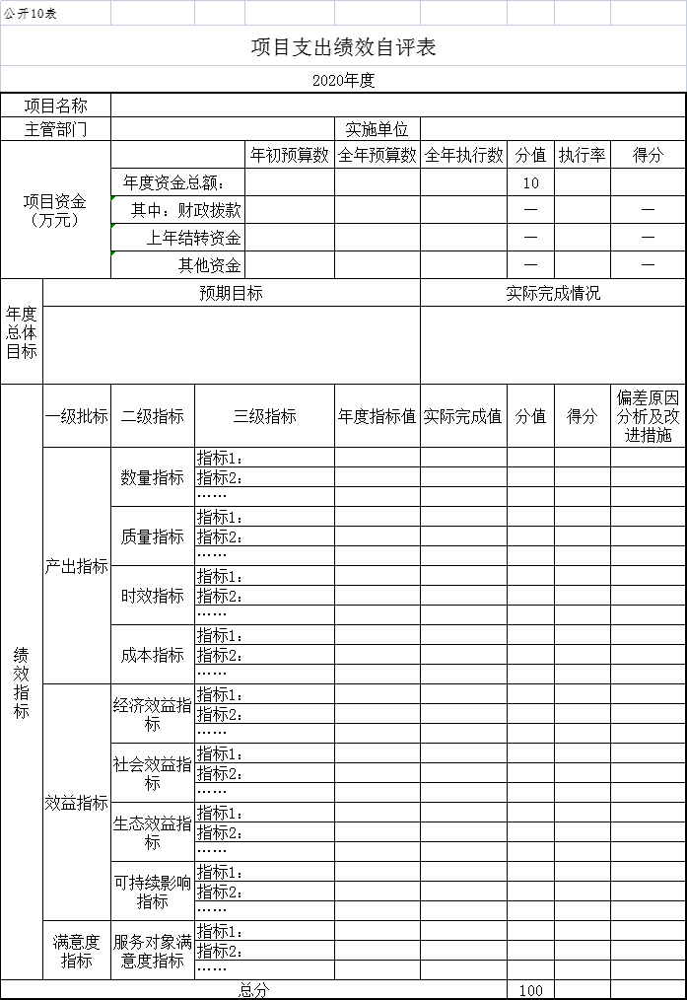 公开10表
项目支出绩效自评表
2020年度
项目名称
主管部门 实施单位
项目资金
（万元）
年初预算数 全年预算数 全年执行数 分值 执行率 得分
年度资金总额： 10
其中：财政拨款 — —
上年结转资金 — —
其他资金 — —
年度
总体
目标
预期目标 实际完成情况
绩
效
指
标
一级批标 二级指标 三级指标 年度指标值 实际完成值 分值 得分 偏差原因
分析及改
进措施
产出指标
数量指标
指标1：
指标2：
……
质量指标
指标1：
指标2：
……
时效指标
指标1：
指标2：
……
成本指标
指标1：
指标2：
……
效益指标
经济效益指
标
指标1：
指标2：
……
社会效益指
标
指标1：
指标2：
……
生态效益指
标
指标1：
指标2：
……
可持续影响
指标
指标1：
指标2：
……
满意度
指标
服务对象满
意度指标
指标1：
指标2：
……
总分 100